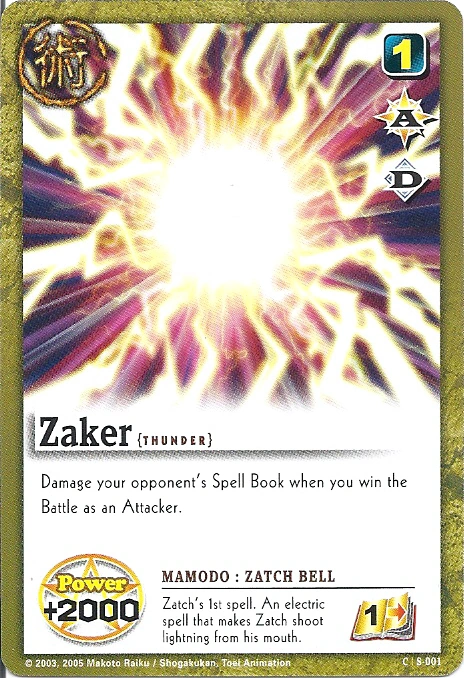 術
1
A
D
Zaker {THUNDER}
Damage your opponent's Spell Book when you win the
Battle as an Attacker.
Power
+2000
MAMODO : ZATCH BELL
Zatch's 1st spell. An electric
spell that makes Zatch shoot
lightning from his mouth.
1
© 2003, 2005 Makoto Raiku / Shogakukan, Toei Animation
C | S-001